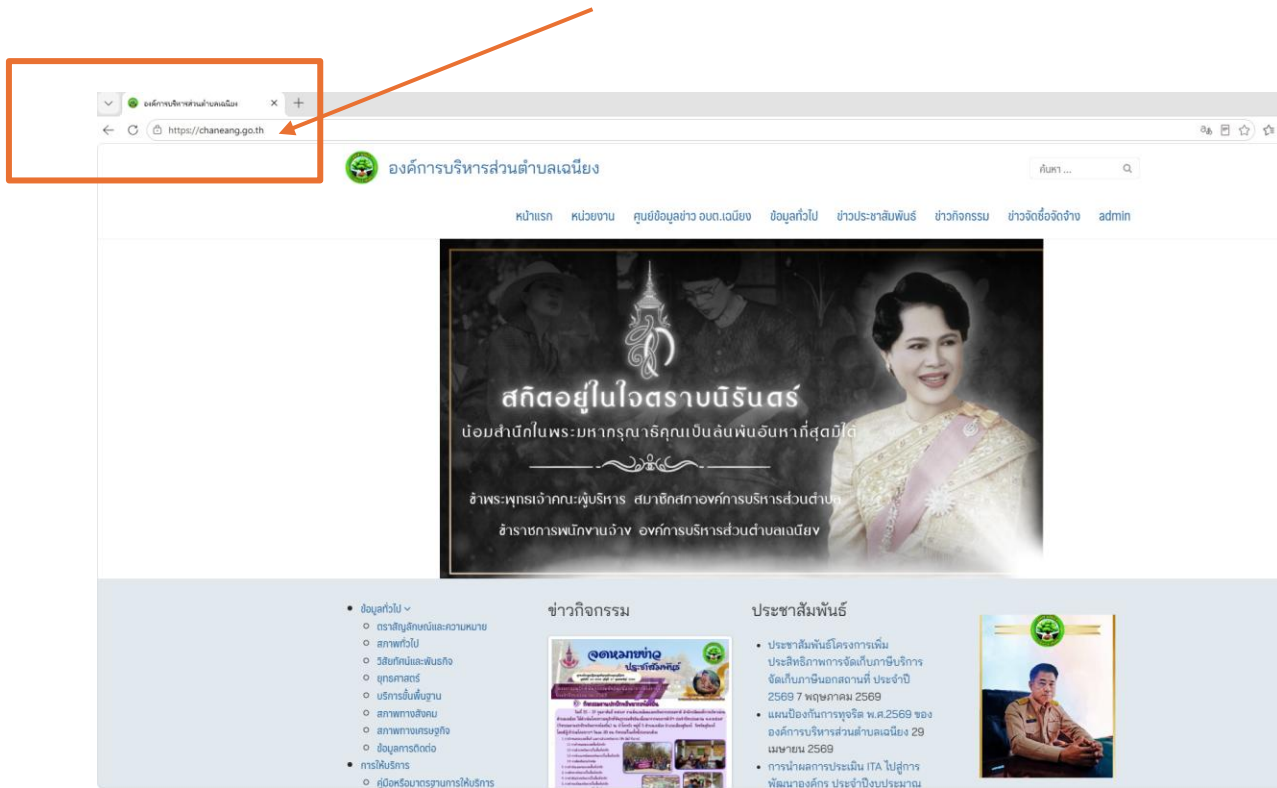 องค์การบริหารส่วนตำบลเฉนียง
https://chaneang.go.th
องค์การบริหารส่วนตำบลเฉนียง
ค้นหา ...
หน้าแรก หน่วยงาน ศูนย์ข้อมูลข่าว อบต.เฉนียง ข้อมูลทั่วไป ข่าวประชาสัมพันธ์ ข่าวกิจกรรม ข่าวจัดซื้อจัดจ้าง admin
สถิตอยู่ในใจตราบนิรันดร์
น้อมสำนึกในพระมหากรุณาธิคุณเป็นล้นพ้นอันหาที่สุดมิได้
ข้าพระพุทธเจ้าคณะผู้บริหาร สมาชิกสภาองค์การบริหารส่วนตำบล
ข้าราชการพนักงานจ้าง องค์การบริหารส่วนตำบลเฉนียง
ข้อมูลทั่วไป
ตราสัญลักษณ์และความหมาย
สภาพทั่วไป
วิสัยทัศน์และพันธกิจ
ยุทธศาสตร์
บริการขั้นพื้นฐาน
สภาพทางสังคม
สภาพทางเศรษฐกิจ
ข้อมูลการติดต่อ
การให้บริการ
คู่มือหรือมาตรฐานการให้บริการ
ข่าวกิจกรรม
จดหมายข่าว
ประชาสัมพันธ์
ประชาสัมพันธ์
ประชาสัมพันธ์โครงการเพิ่ม
ประสิทธิภาพการจัดเก็บภาษีบริการ
จัดเก็บภาษีนอกสถานที่ ประจำปี
2569 7 พฤษภาคม 2569
แผนป้องกันการทุจริต พ.ศ.2569 ของ
องค์การบริหารส่วนตำบลเฉนียง 29
เมษายน 2569
การนำผลการประเมิน ITA ไปสู่การ
พัฒนาองค์กร ประจำปีงบประมาณ